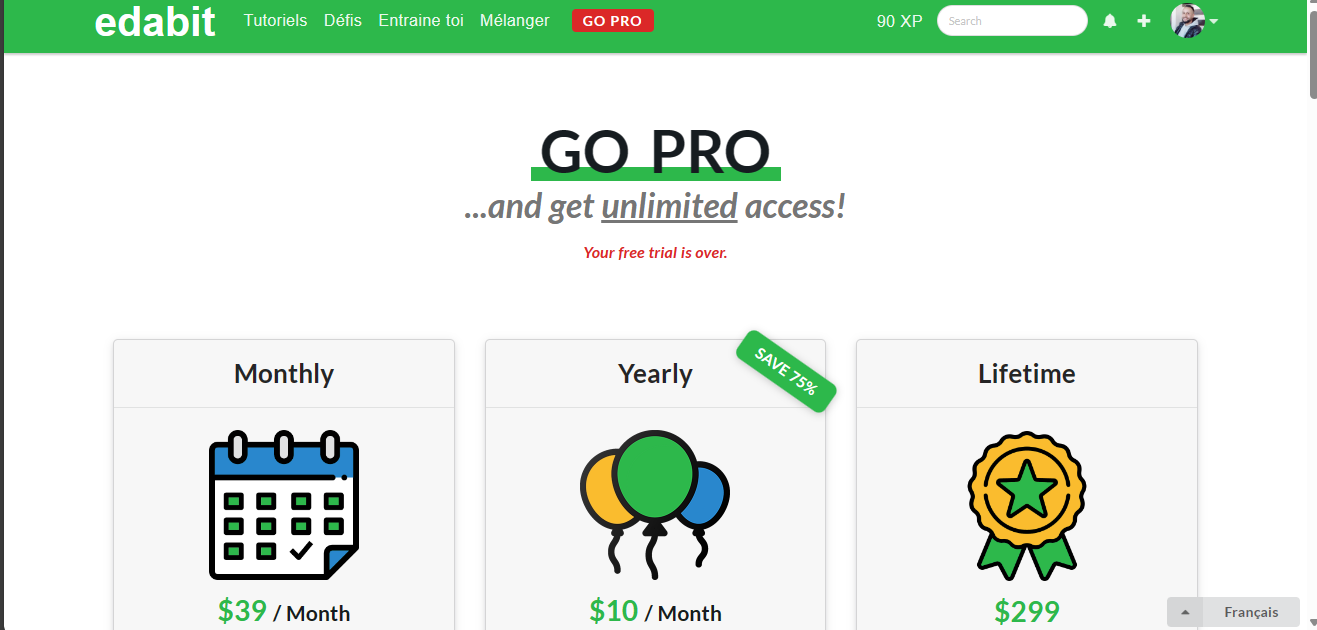 edabit Tutoriels Défis Entraine toi Mélanger GO PRO 90 XP Search
GO PRO
...and get unlimited access!
Your free trial is over.
Monthly
Yearly
SAVE 75%
Lifetime
$39 / Month
$10 / Month
$299
Français